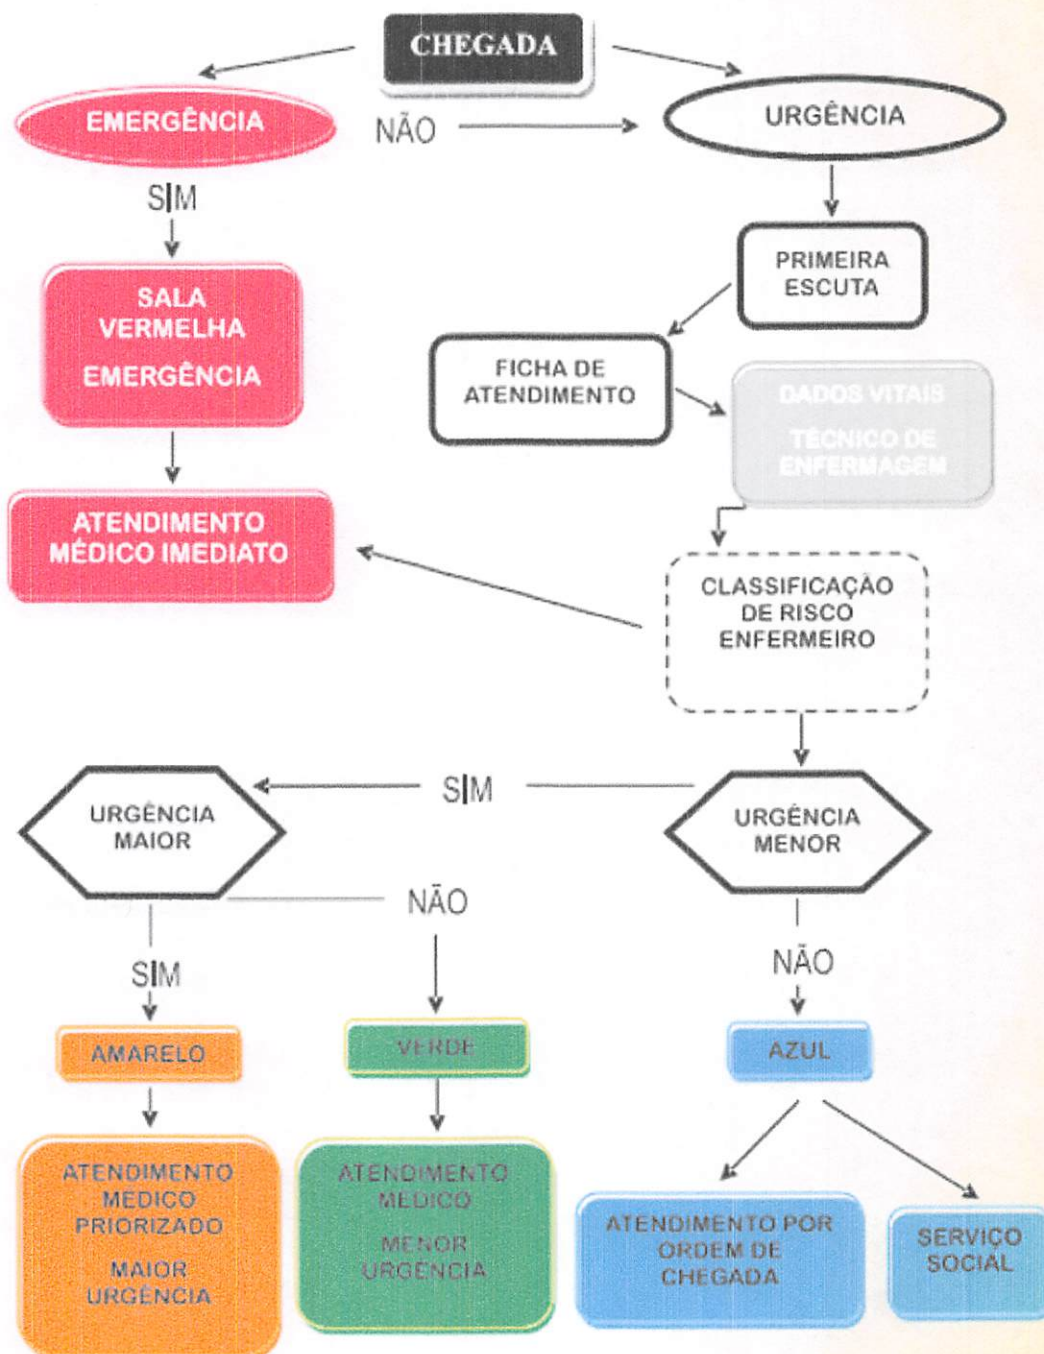 CHEGADA
EMERGÊNCIA
NÃO
URGÊNCIA
SIM
PRIMEIRA
ESCUTA
SALA
VERMELHA
EMERGÊNCIA
FICHA DE
ATENDIMENTO
DADOS VITAIS
TÉCNICO DE
ENFERMAGEM
ATENDIMENTO
MÉDICO IMEDIATO
CLASSIFICAÇÃO
DE RISCO
ENFERMEIRO
URGÊNCIA
MAIOR
SIM
URGÊNCIA
MENOR
NÃO
SIM
NÃO
AMARELO
VERDE
AZUL
ATENDIMENTO
MEDICO
PRIORIZADO
MAIOR
URGÊNCIA
ATENDIMENTO
MEDICO
MENOR
URGÊNCIA
ATENDIMENTO POR
ORDEM DE
CHEGADA
SERVIÇO
SOCIAL